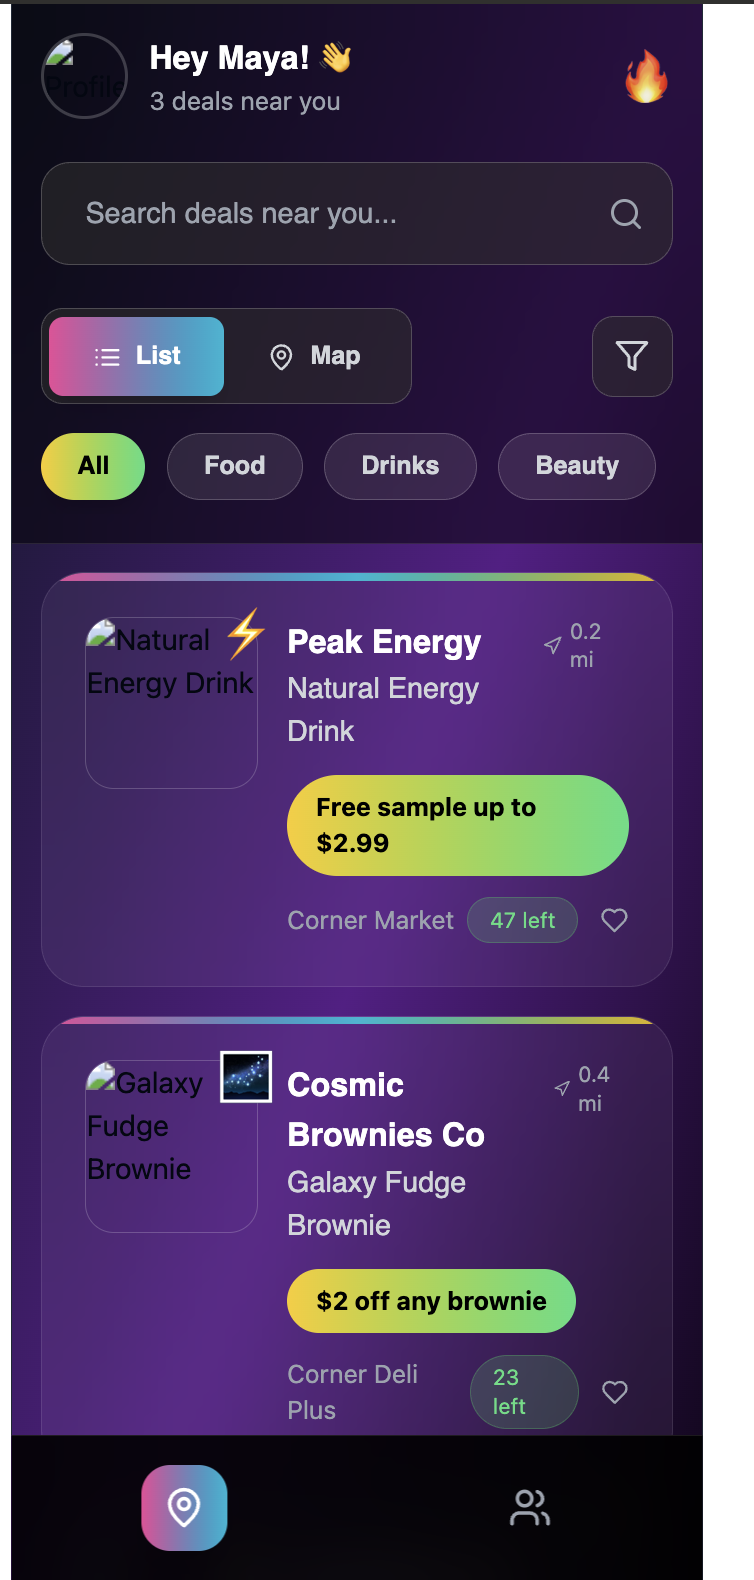 Hey Maya! 👋
Profile
3 deals near you
🔥
Search deals near you...
List
Map
All
Food
Drinks
Beauty
Natural
Energy Drink
⚡
Peak Energy
0.2
mi
Natural Energy
Drink
Free sample up to
$2.99
Corner Market
47 left
Galaxy
Fudge
Brownie
🌌
Cosmic
Brownies Co
0.4
mi
Galaxy Fudge
Brownie
$2 off any brownie
Corner Deli
Plus
23
left